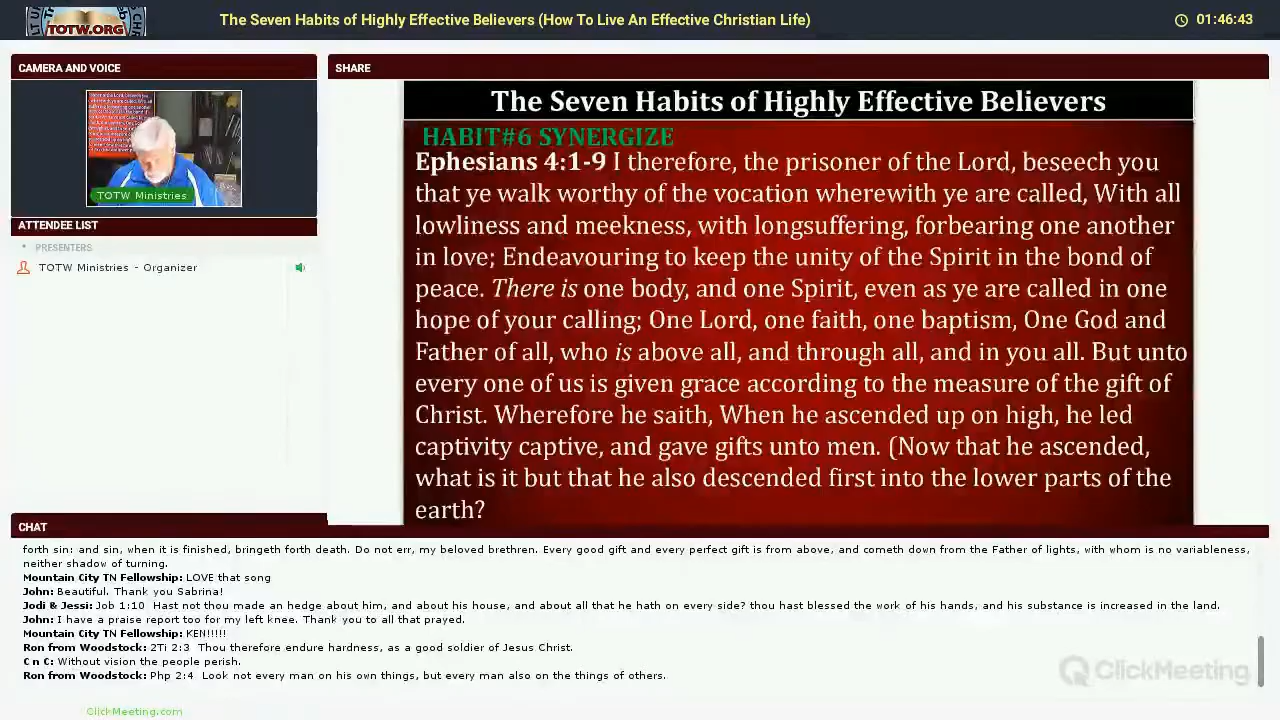 TOTW.ORG
The Seven Habits of Highly Effective Believers (How To Live An Effective Christian Life)
01:46:43
CAMERA AND VOICE
TOTW Ministries
ATTENDEE LIST
PRESENTERS
TOTW Ministries - Organizer
SHARE
The Seven Habits of Highly Effective Believers
HABIT#6 SYNERGIZE
Ephesians 4:1-9 I therefore, the prisoner of the Lord, beseech you
that ye walk worthy of the vocation wherewith ye are called, With all
lowliness and meekness, with longsuffering, forbearing one another
in love; Endeavouring to keep the unity of the Spirit in the bond of
peace. There is one body, and one Spirit, even as ye are called in one
hope of your calling; One Lord, one faith, one baptism, One God and
Father of all, who is above all, and through all, and in you all. But unto
every one of us is given grace according to the measure of the gift of
Christ. Wherefore he saith, When he ascended up on high, he led
captivity captive, and gave gifts unto men. (Now that he ascended,
what is it but that he also descended first into the lower parts of the
earth?
CHAT
forth sin: and sin, when it is finished, bringeth forth death. Do not err, my beloved brethren. Every good gift and every perfect gift is from above, and cometh down from the Father of lights, with whom is no variableness,
neither shadow of turning.
Mountain City TN Fellowship: LOVE that song
John: Beautiful. Thank you Sabrina!
Jodi & Jessi: Job 1:10 Hast not thou made an hedge about him, and about his house, and about all that he hath on every side? thou hast blessed the work of his hands, and his substance is increased in the land.
John: I have a praise report too for my left knee. Thank you to all that prayed.
Mountain City TN Fellowship: KEN!!!!!
Ron from Woodstock: 2Ti 2:3 Thou therefore endure hardness, as a good soldier of Jesus Christ.
C n C: Without vision the people perish.
Ron from Woodstock: Php 2:4 Look not every man on his own things, but every man also on the things of others.
ClickMeeting
ClickMeeting.com